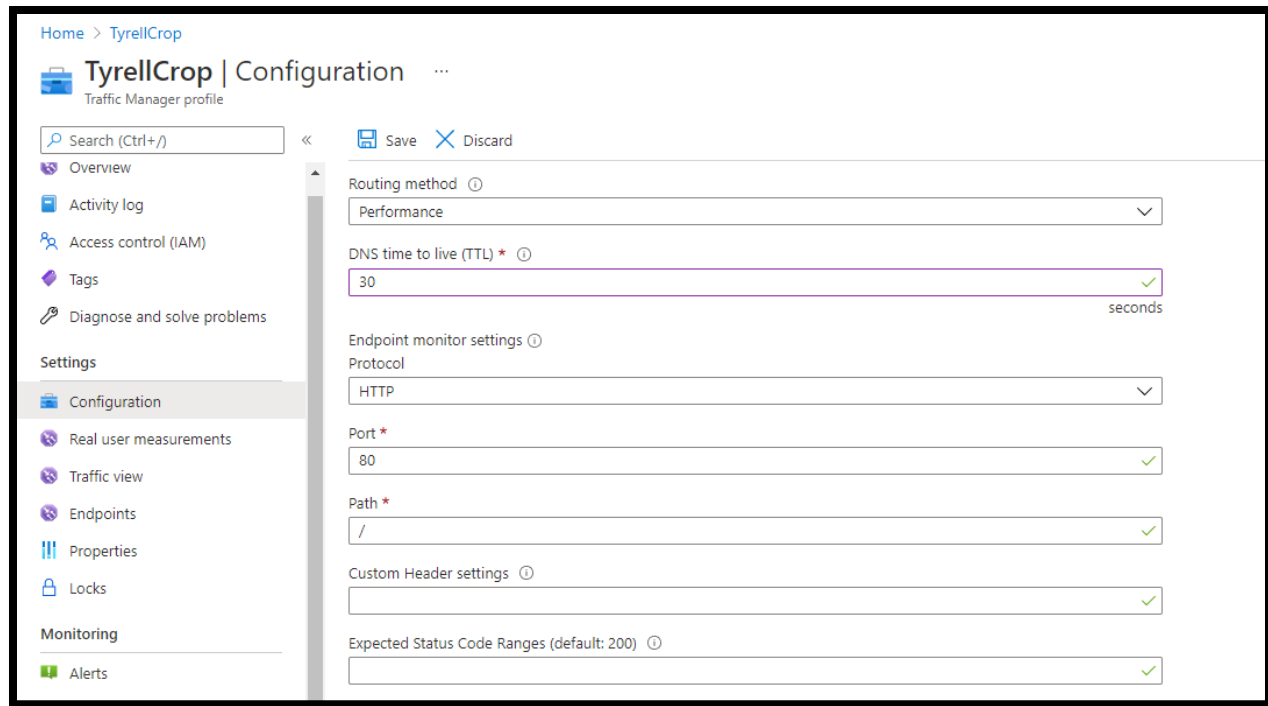 Home > TyrellCrop
TyrellCrop | Configuration ...
Traffic Manager profile
Search (Ctrl+/)
«
Overview
Activity log
Access control (IAM)
Tags
Diagnose and solve problems
Settings
Configuration
Real user measurements
Traffic view
Endpoints
Properties
Locks
Monitoring
Alerts
Save Discard
Routing method
Performance
DNS time to live (TTL) *
30
seconds
Endpoint monitor settings
Protocol
HTTP
Port *
80
Path *
/
Custom Header settings
Expected Status Code Ranges (default: 200)